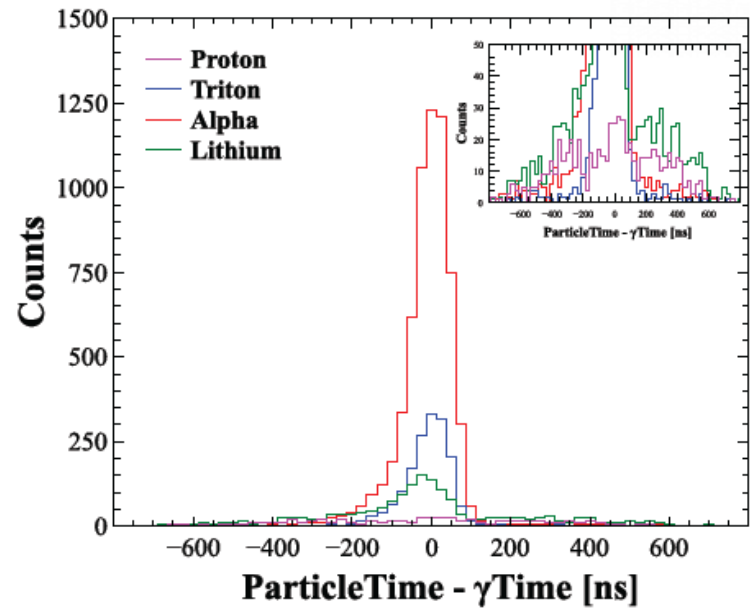 1500
1250
1000
750
500
250
0
Counts
Proton
Triton
Alpha
Lithium
−600 −400 −200 0 200 400 600
ParticleTime - γTime [ns]
50
40
30
20
10
0
Counts
−600 −400 −200 0 200 400 600
ParticleTime - γTime [ns]